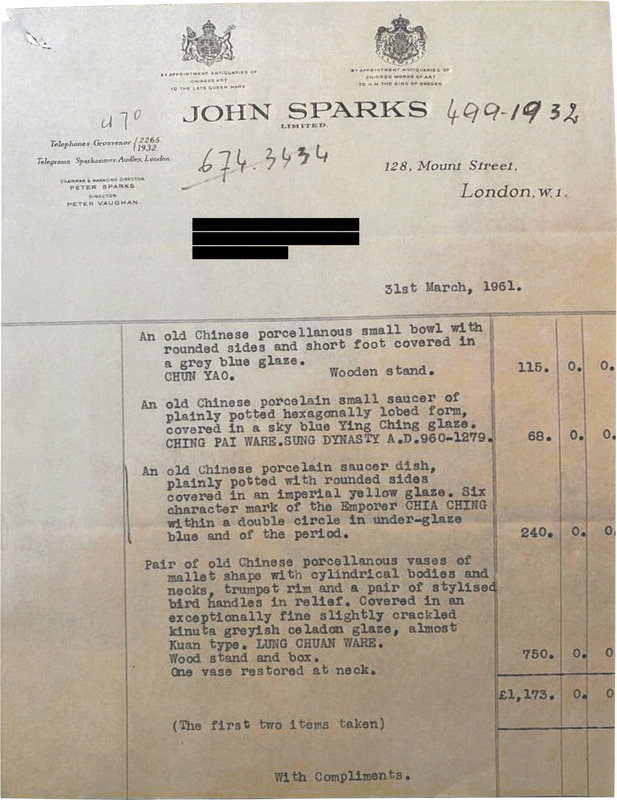 BY APPOINTMENT ANTIQUARIES OF
CHINESE ART
TO THE LATE QUEEN MARY
BY APPOINTMENT ANTIQUARIES OF
CHINESE WORKS OF ART
TO H.M. THE KING OF SWEDEN
470
JOHN SPARKS
LIMITED.
499-1932
674.3434
Telephones Grosvenor { 2265.
1932.
Telegrams Sparkhammer, Audley, London.
CHAIRMAN & MANAGING DIRECTOR
PETER SPARKS.
DIRECTOR
PETER VAUGHAN.
128, Mount Street,
London, W.1.
31st March, 1961.
An old Chinese porcellanous small bowl with
rounded sides and short foot covered in
a grey blue glaze.
CHUN YAO. Wooden stand. 115. 0. 0.
An old Chinese porcelain small saucer of
plainly potted hexagonally lobed form,
covered in a sky blue Ying Ching glaze.
CHING PAI WARE.SUNG DYNASTY A.D.960-1279. 68. 0. 0.
An old Chinese porcelain saucer dish,
plainly potted with rounded sides
covered in an imperial yellow glaze. Six
character mark of the Emporer CHIA CHING
within a double circle in under-glaze
blue and of the period. 240. 0. 0.
Pair of old Chinese porcellanous vases of
mallet shape with cylindrical bodies and
necks, trumpet rim and a pair of stylised
bird handles in relief. Covered in an
exceptionally fine slightly crackled
kinuta greyish celadon glaze, almost
Kuan type. LUNG CHUAN WARE.
Wood stand and box. 750. 0. 0
One vase restored at neck.
£1,173. 0. 0
(The first two items taken)
With Compliments.